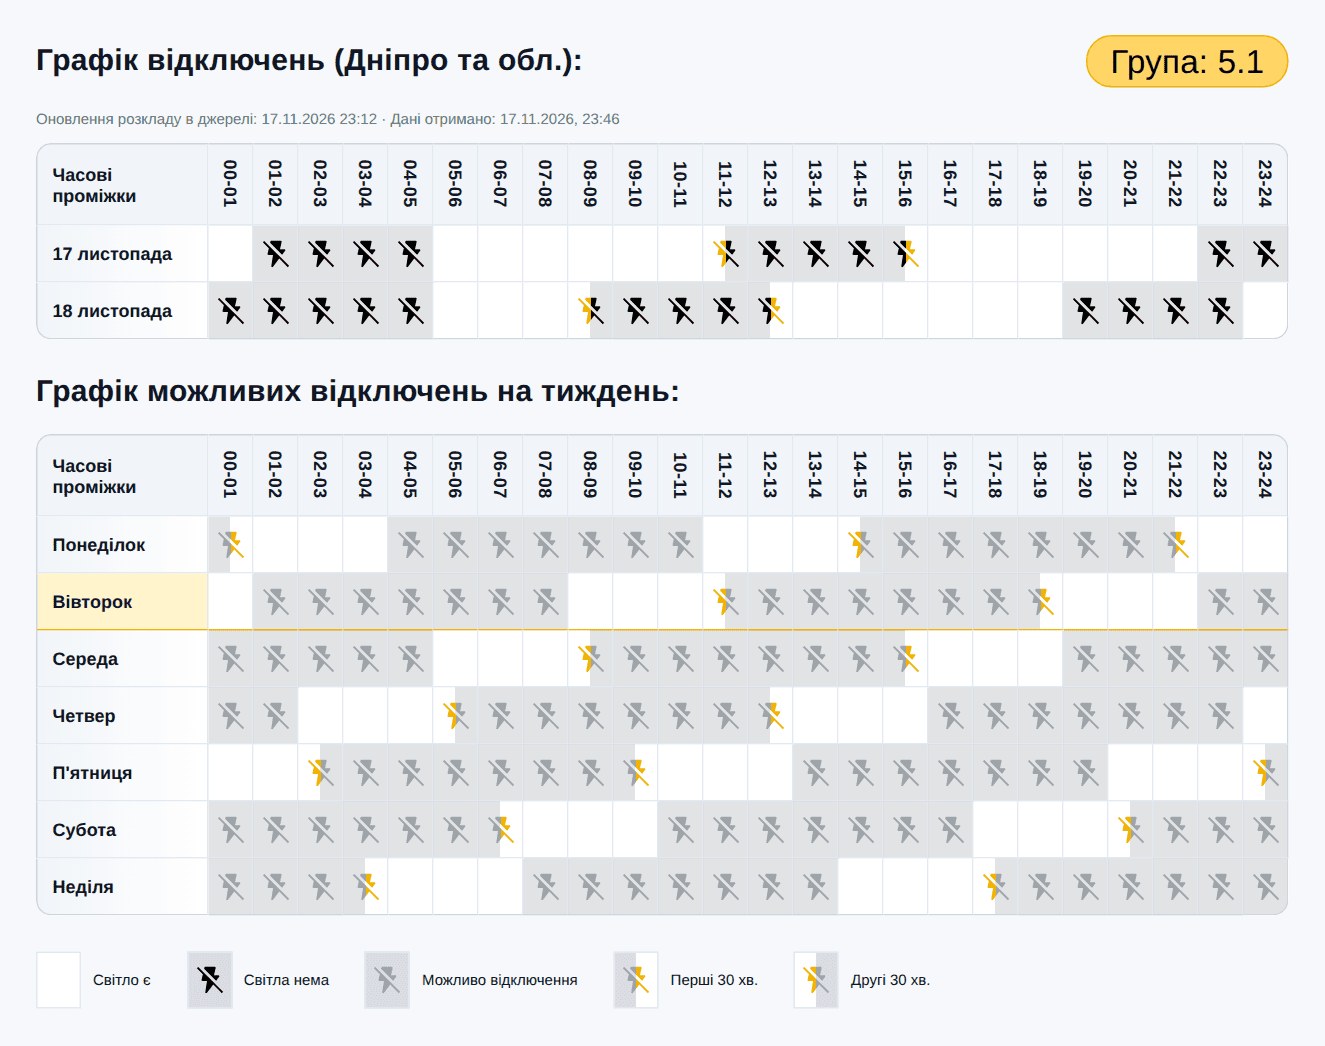 Графік відключень (Дніпро та обл.):
Група: 5.1
Оновлення розкладу в джерелі: 17.11.2026 23:12 · Дані отримано: 17.11.2026, 23:46
Часові проміжки 00-01 01-02 02-03 03-04 04-05 05-06 06-07 07-08 08-09 09-10 10-11 11-12 12-13 13-14 14-15 15-16 16-17 17-18 18-19 19-20 20-21 21-22 22-23 23-24
17 листопада
18 листопада
Графік можливих відключень на тиждень:
Часові проміжки 00-01 01-02 02-03 03-04 04-05 05-06 06-07 07-08 08-09 09-10 10-11 11-12 12-13 13-14 14-15 15-16 16-17 17-18 18-19 19-20 20-21 21-22 22-23 23-24
Понеділок
Вівторок
Середа
Четвер
П'ятниця
Субота
Неділя
Світло є Світла нема Можливо відключення Перші 30 хв. Другі 30 хв.